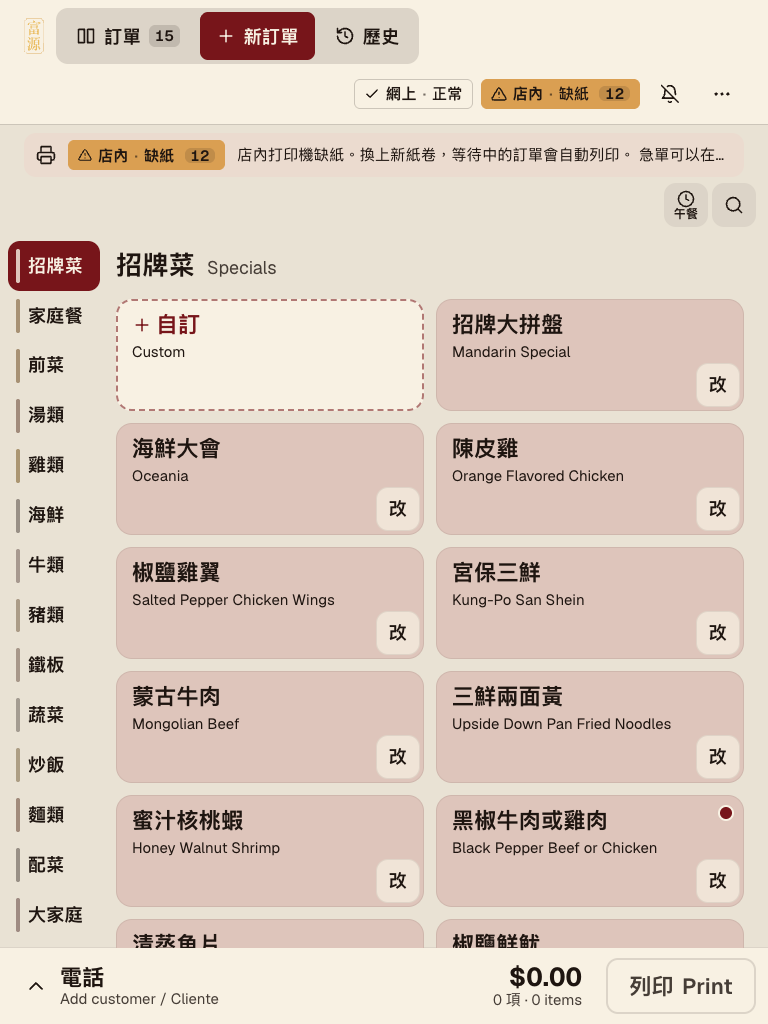 富源
訂單 15
新訂單
歷史
網上 · 正常
店內 · 缺紙 12
店內 · 缺紙 12
店內打印機缺紙。換上新紙卷，等待中的訂單會自動列印。 急單可以在…
午餐
招牌菜
家庭餐
前菜
湯類
雞類
海鮮
牛類
豬類
鐵板
蔬菜
炒飯
麵類
配菜
大家庭
招牌菜 Specials
自訂
Custom
招牌大拼盤
Mandarin Special
改
海鮮大會
Oceania
改
陳皮雞
Orange Flavored Chicken
改
椒鹽雞翼
Salted Pepper Chicken Wings
改
宮保三鮮
Kung-Po San Shein
改
蒙古牛肉
Mongolian Beef
改
三鮮兩面黃
Upside Down Pan Fried Noodles
改
蜜汁核桃蝦
Honey Walnut Shrimp
改
黑椒牛肉或雞肉
Black Pepper Beef or Chicken
改
清蒸魚片
椒鹽鮮魷
電話
Add customer / Cliente
$0.00
0 項 · 0 items
列印 Print